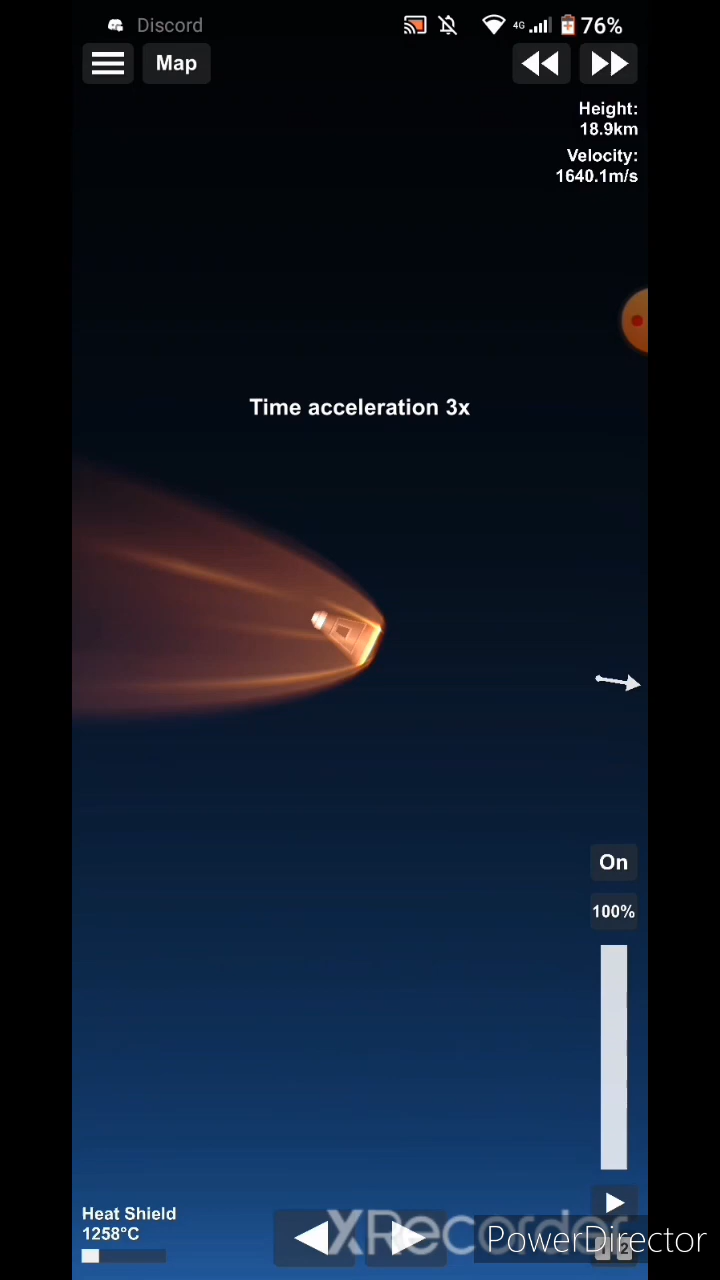 Discord
4G
76%
Map
Height:
18.9km
Velocity:
1640.1m/s
Time acceleration 3x
On
100%
Heat Shield
1258°C
XRecorder
PowerDirector